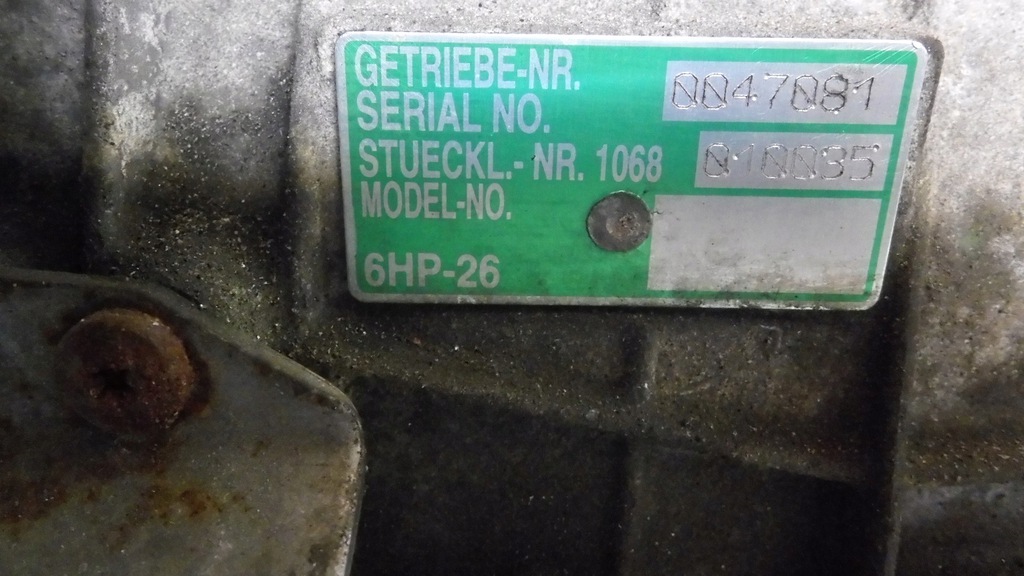 GETRIEBE-NR.
SERIAL NO. 0047081
STUECKL.- NR. 1068 010035
MODEL-NO.
6HP-26